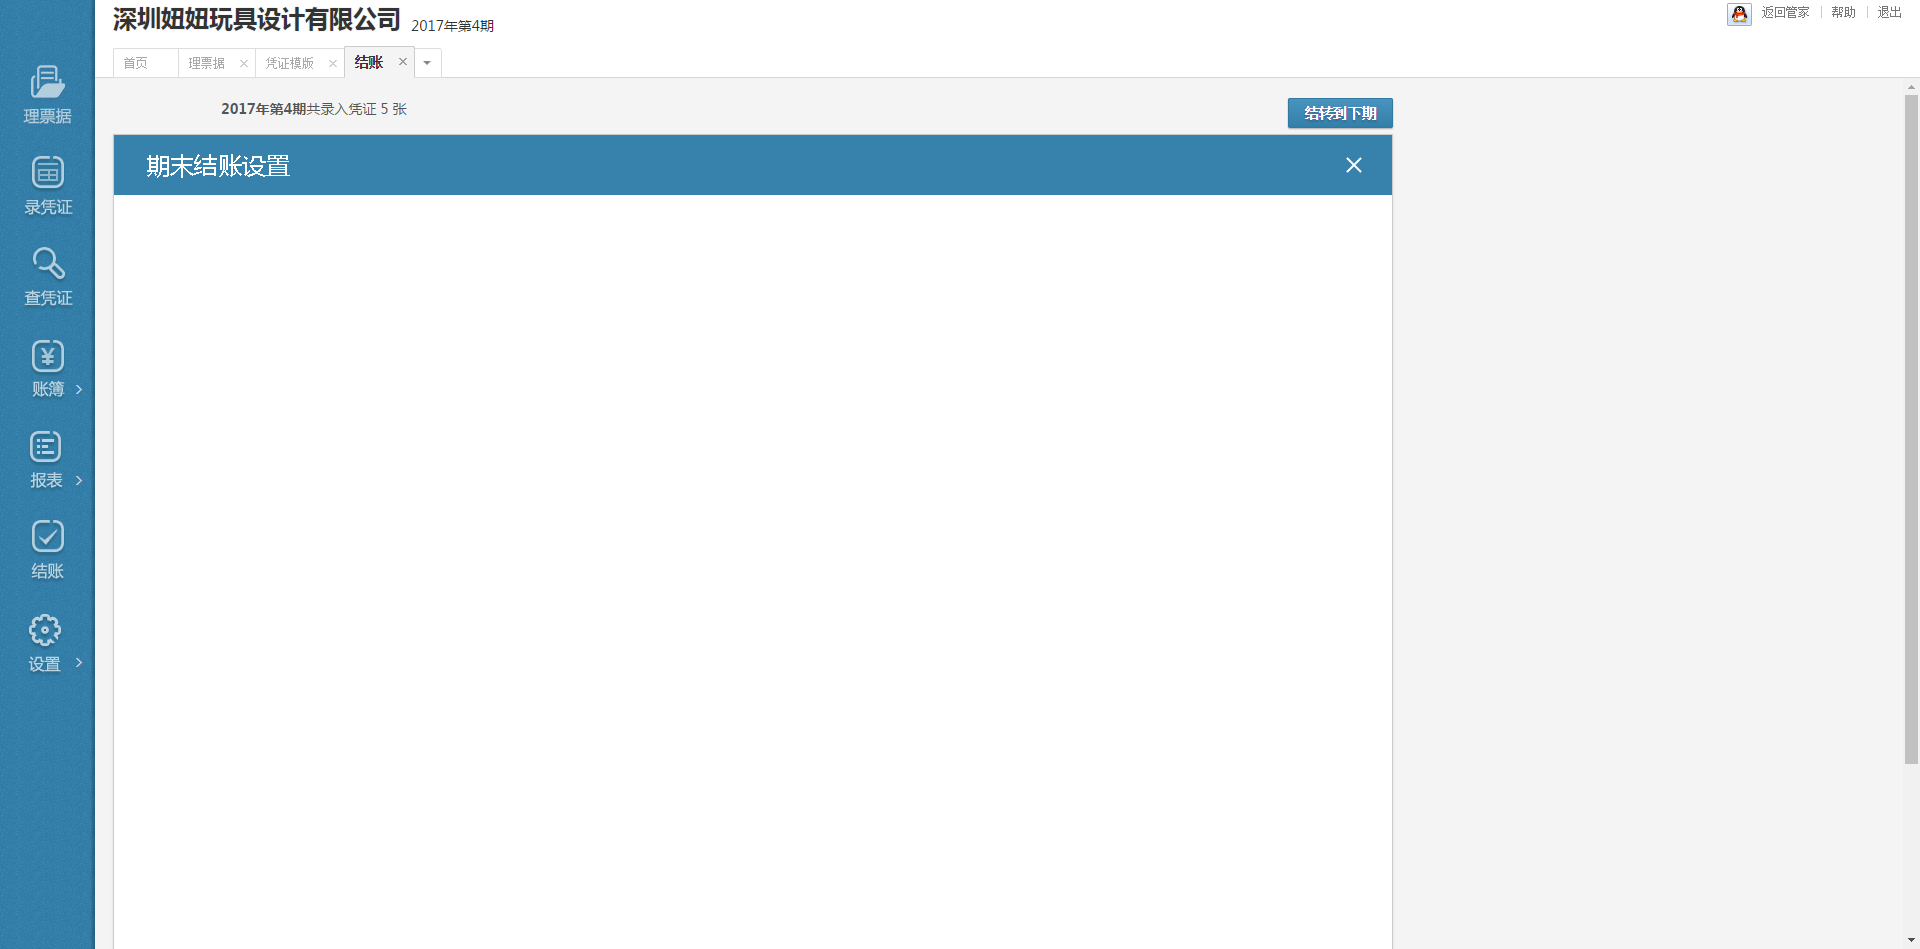 深圳妞妞玩具设计有限公司 2017年第4期
返回管家 帮助 退出
首页 理票据 凭证模版 结账
2017年第4期共录入凭证 5 张
结转到下期
期末结账设置
理票据
录凭证
查凭证
账簿
报表
结账
设置